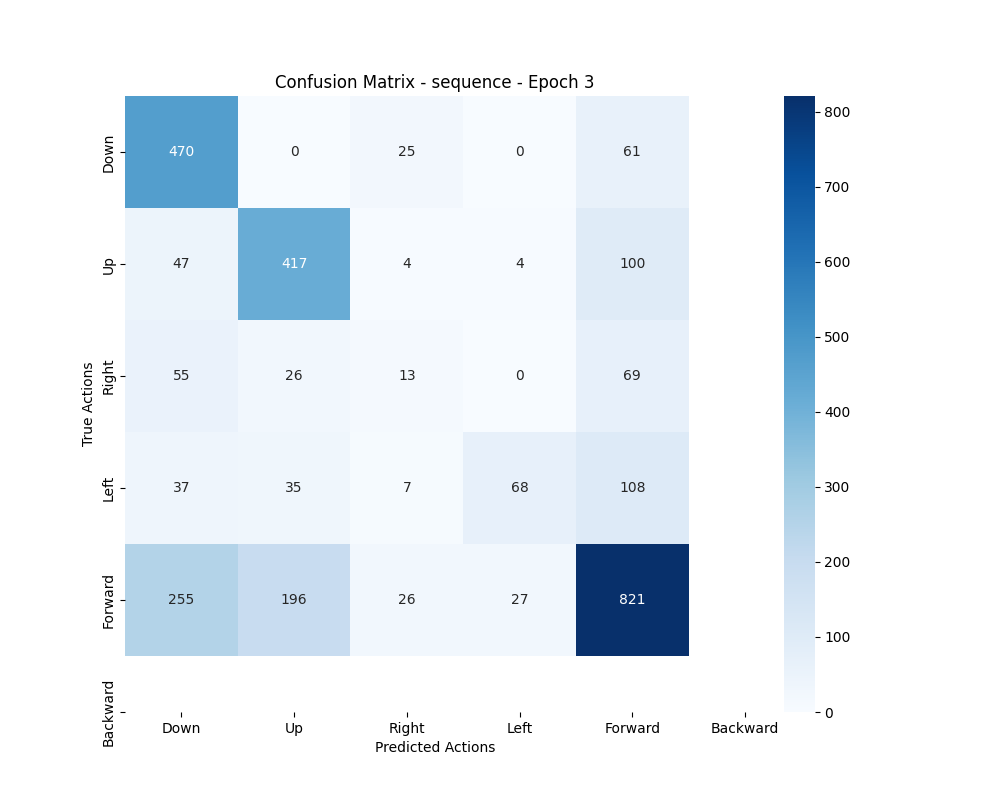 Confusion Matrix - sequence - Epoch 3
True Actions
Down 470 0 25 0 61
Up 47 417 4 4 100
Right 55 26 13 0 69
Left 37 35 7 68 108
Forward 255 196 26 27 821
Backward
Down Up Right Left Forward Backward
Predicted Actions
800
700
600
500
400
300
200
100
0